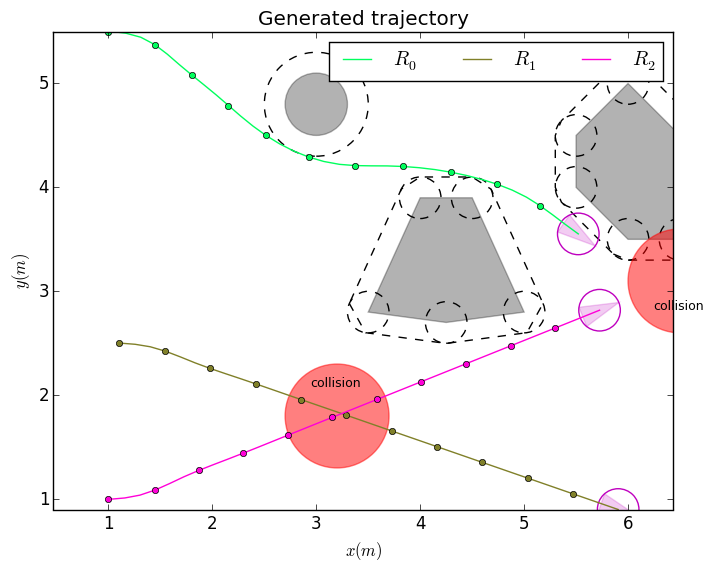 Generated trajectory
R₀ R₁ R₂
5
4
collision
3
y(m)
collision
2
1
1 2 3 4 5 6
x(m)